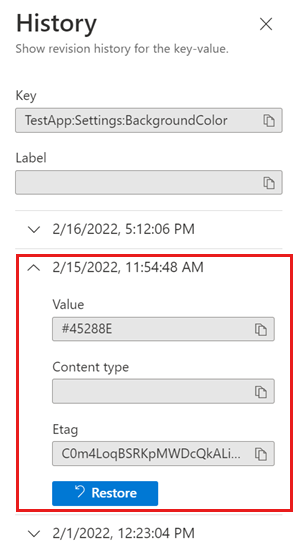 History
Show revision history for the key-value.
Key
TestApp:Settings:BackgroundColor
Label
2/16/2022, 5:12:06 PM
2/15/2022, 11:54:48 AM
Value
#45288E
Content type
Etag
C0m4LoqBSRKpMWDcQkALi...
Restore
2/1/2022, 12:23:04 PM